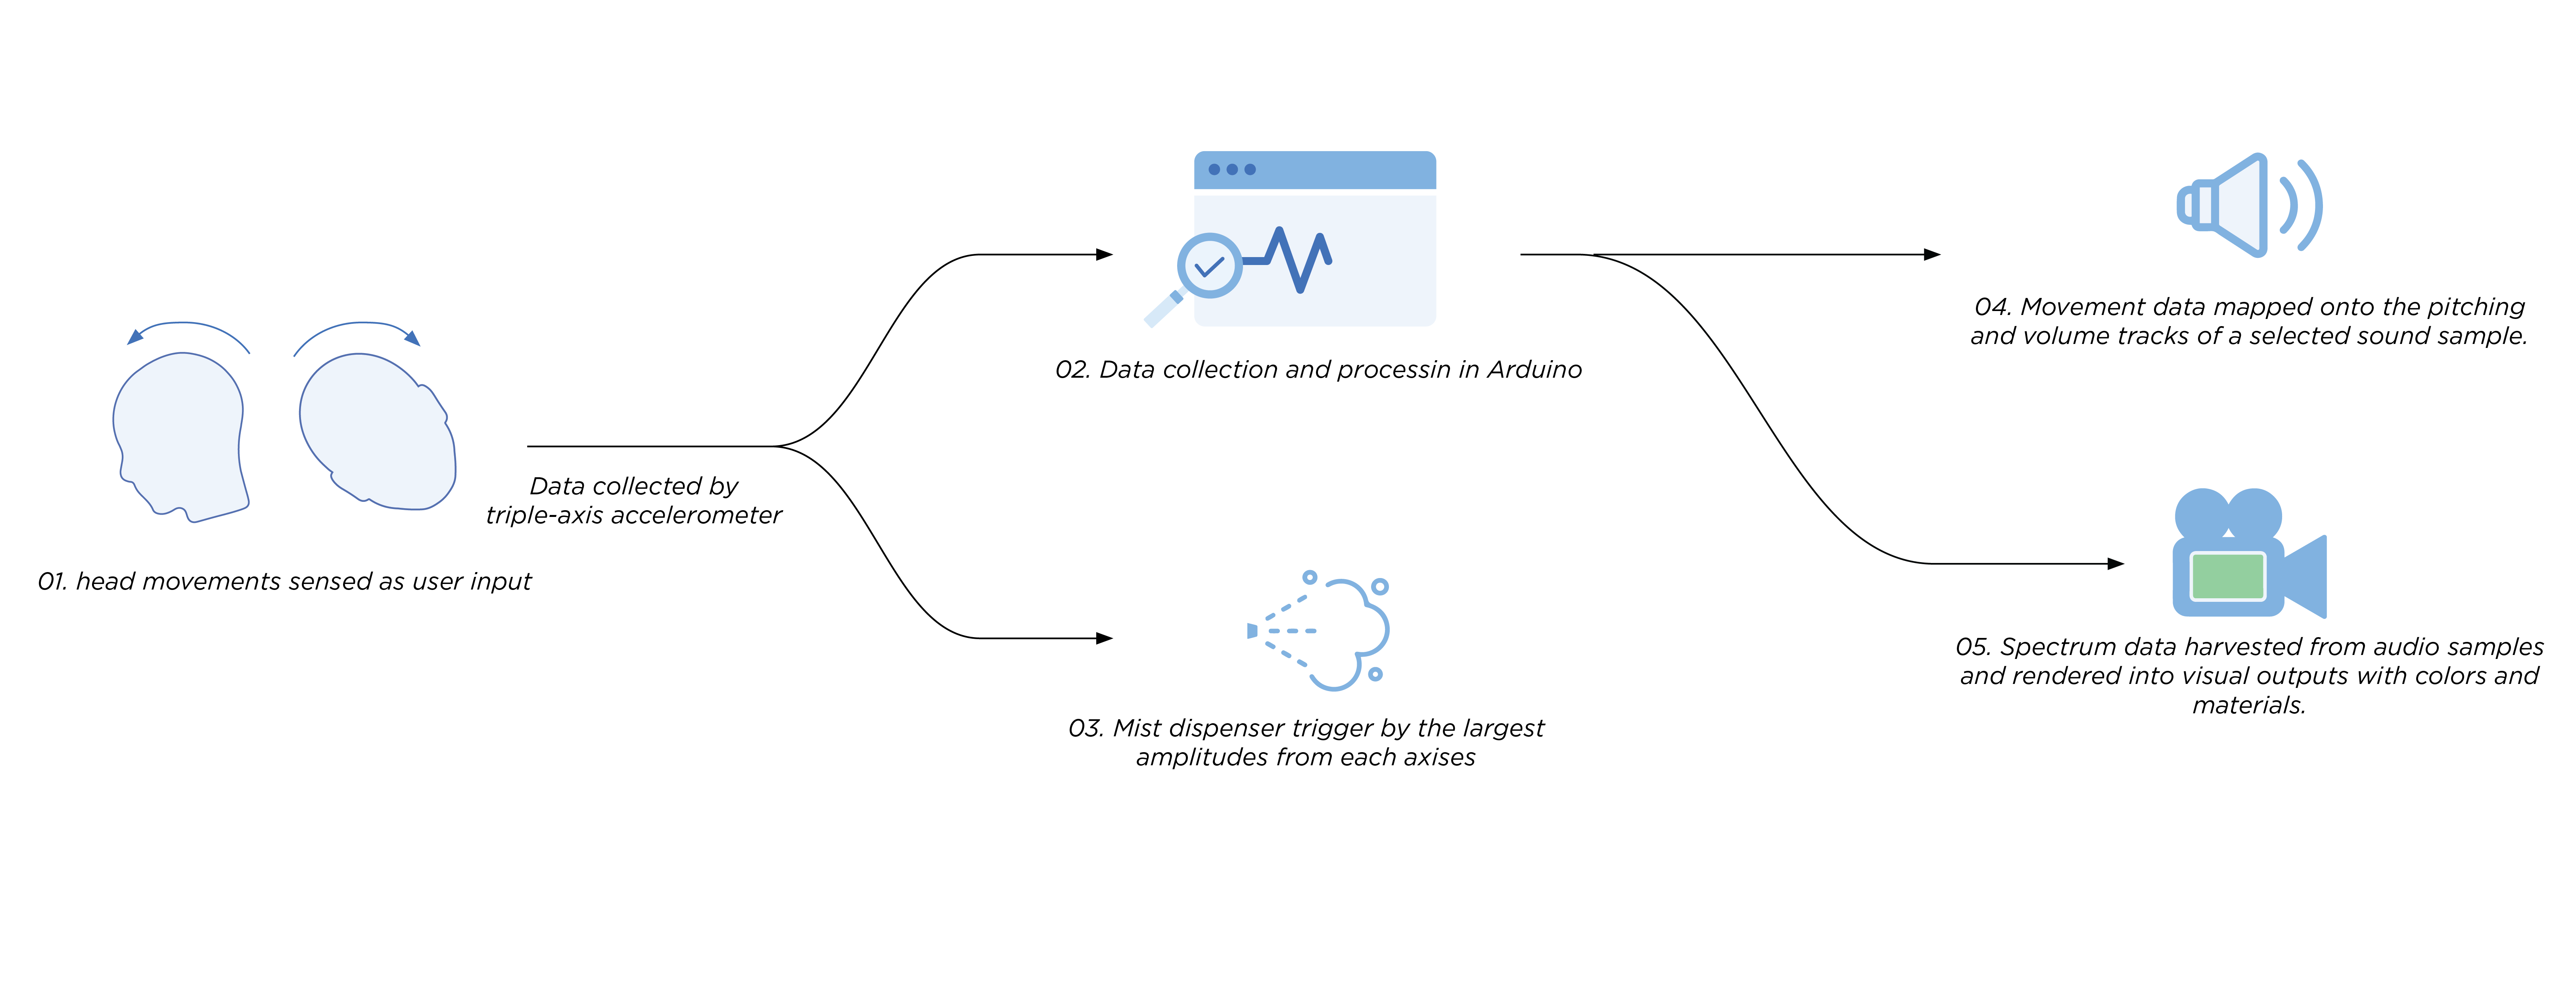 01. head movements sensed as user input
Data collected by
triple-axis accelerometer
02. Data collection and processin in Arduino
03. Mist dispenser trigger by the largest
amplitudes from each axises
04. Movement data mapped onto the pitching
and volume tracks of a selected sound sample.
05. Spectrum data harvested from audio samples
and rendered into visual outputs with colors and
materials.